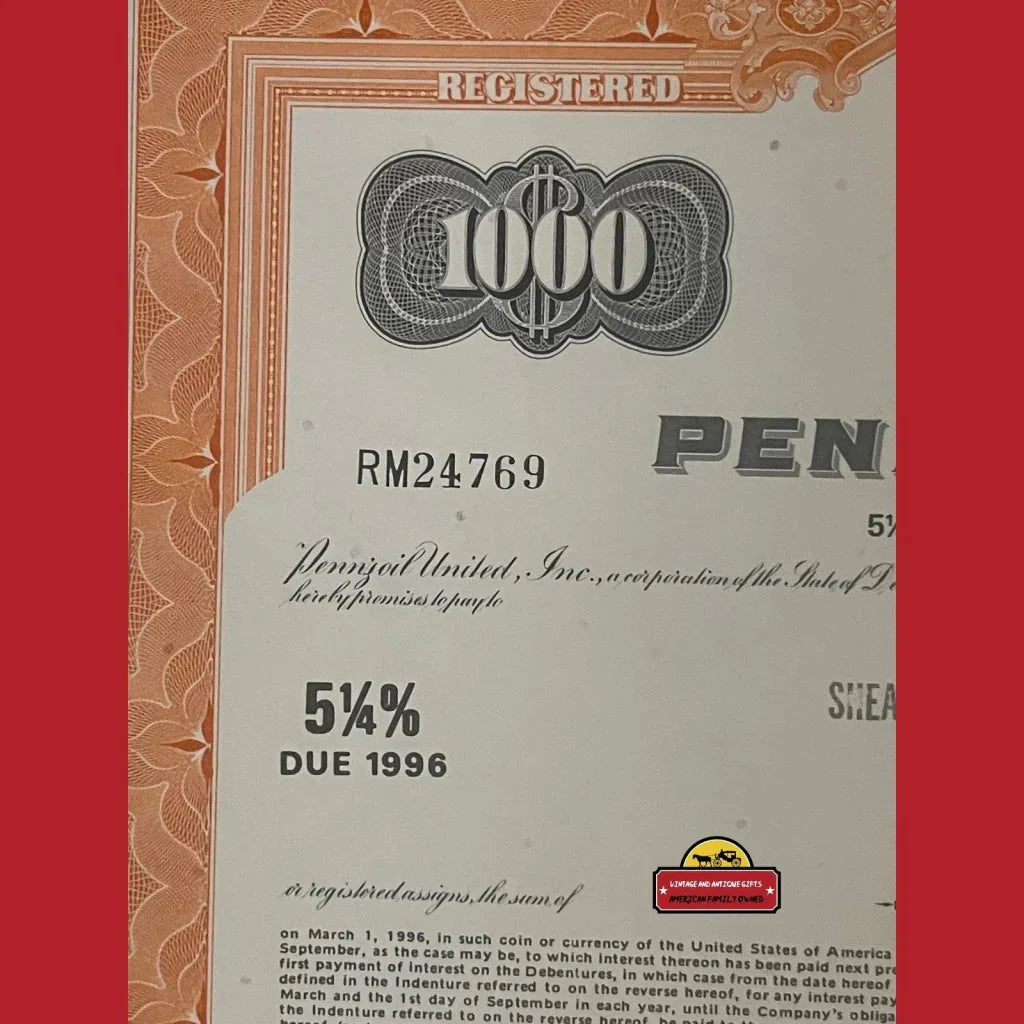 REGISTERED
$1000
RM24769
PEN
5¼
Pennzoil United, Inc., a corporation of the State of D
hereby promises to pay to
5¼%
DUE 1996
SHEA
or registered assigns, the sum of
VINTAGE AND ANTIQUE GIFTS
AMERICAN FAMILY OWNED
on March 1, 1996, in such coin or currency of the United States of America
September, as the case may be, to which interest thereon has been paid next pre
first payment of interest on the Debentures, in which case from the date hereof
defined in the Indenture referred to on the reverse hereof, for any interest pay
March and the 1st day of September in each year, until the Company's obliga
the Indenture referred to on the reverse hereof, be paid to the